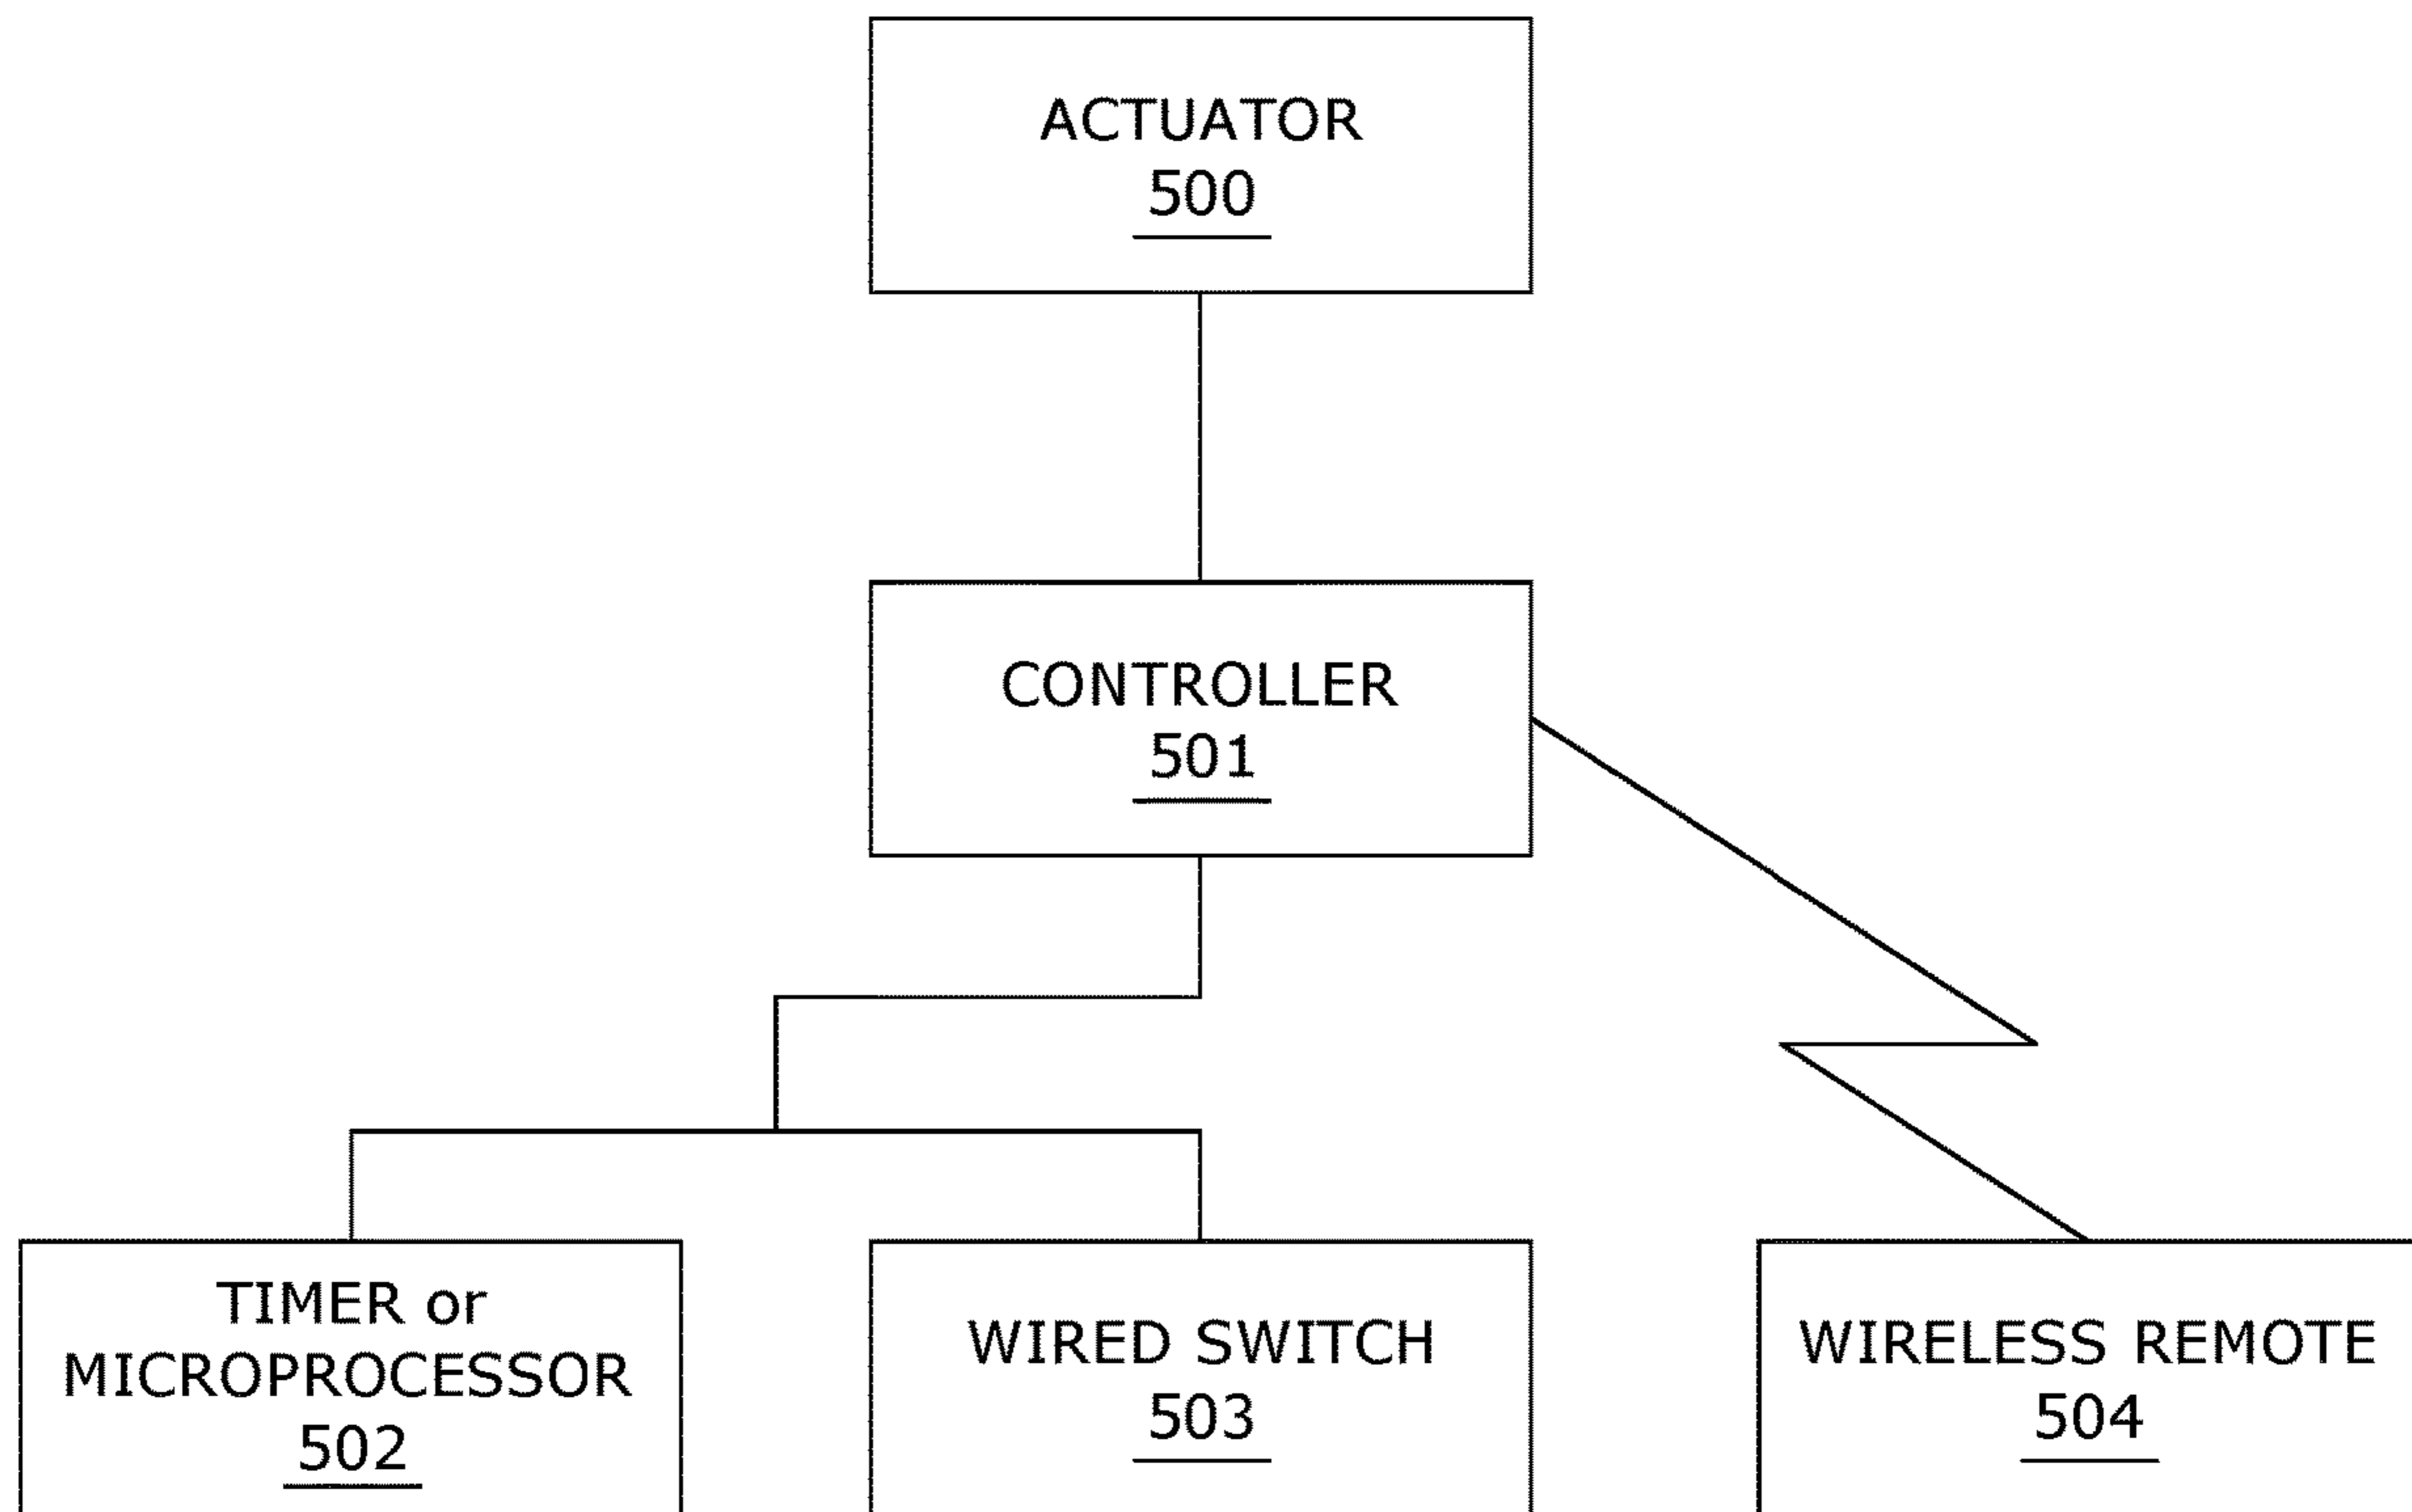 ACTUATOR
500
CONTROLLER
501
TIMER or
MICROPROCESSOR
502
WIRED SWITCH
503
WIRELESS REMOTE
504